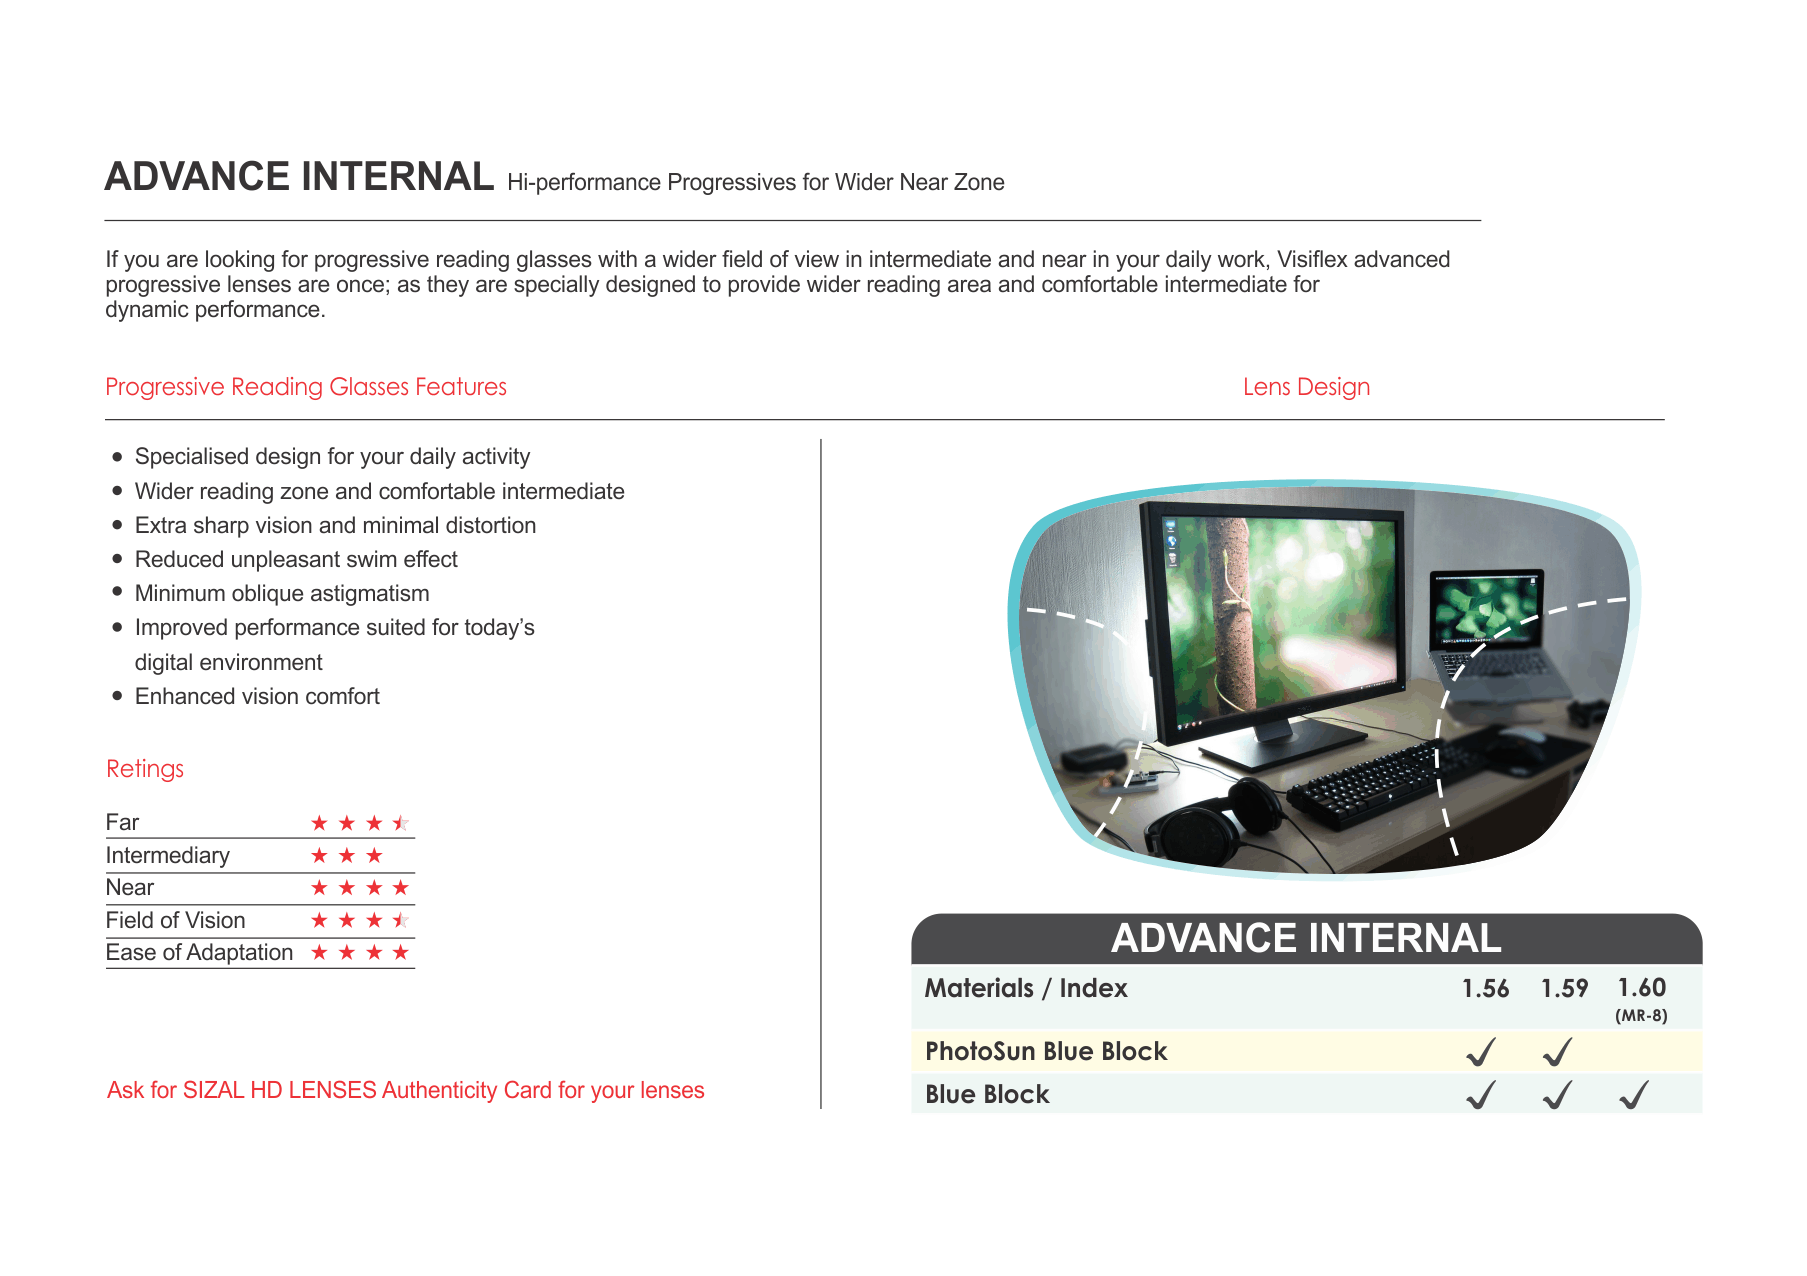 ADVANCE INTERNAL Hi-performance Progressives for Wider Near Zone
If you are looking for progressive reading glasses with a wider field of view in intermediate and near in your daily work, Visiflex advanced
progressive lenses are once; as they are specially designed to provide wider reading area and comfortable intermediate for
dynamic performance.
Progressive Reading Glasses Features
• Specialised design for your daily activity
• Wider reading zone and comfortable intermediate
• Extra sharp vision and minimal distortion
• Reduced unpleasant swim effect
• Minimum oblique astigmatism
• Improved performance suited for today’s
digital environment
• Enhanced vision comfort
Retings
Far
Intermediary
Near
Field of Vision
Ease of Adaptation
Ask for SIZAL HD LENSES Authenticity Card for your lenses
Lens Design
ADVANCE INTERNAL
Materials / Index 1.56 1.59 1.60
(MR-8)
PhotoSun Blue Block
Blue Block